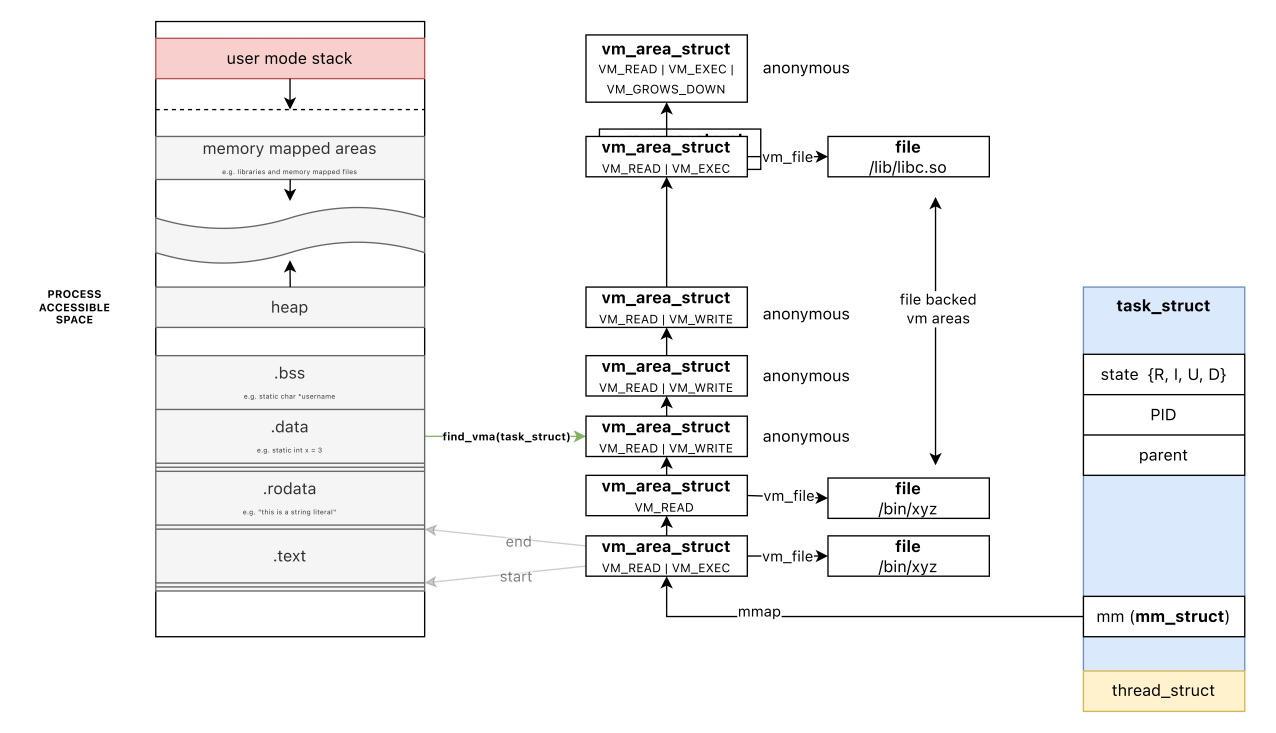 PROCESS
ACCESSIBLE
SPACE
user mode stack
memory mapped areas
e.g. libraries and memory mapped files
heap
.bss
e.g. static char *username
.data
e.g. static int x = 3
.rodata
e.g. "this is a string literal"
.text
find_vma(task_struct)
end
start
vm_area_struct
VM_READ | VM_EXEC |
VM_GROWS_DOWN
anonymous
vm_area_struct
VM_READ | VM_EXEC
vm_file
file
/lib/libc.so
vm_area_struct
VM_READ | VM_WRITE
anonymous
vm_area_struct
VM_READ | VM_WRITE
anonymous
vm_area_struct
VM_READ | VM_WRITE
anonymous
vm_area_struct
VM_READ
vm_file
file
/bin/xyz
vm_area_struct
VM_READ | VM_EXEC
vm_file
file
/bin/xyz
file backed
vm areas
mmap
task_struct
state {R, I, U, D}
PID
parent
mm (mm_struct)
thread_struct